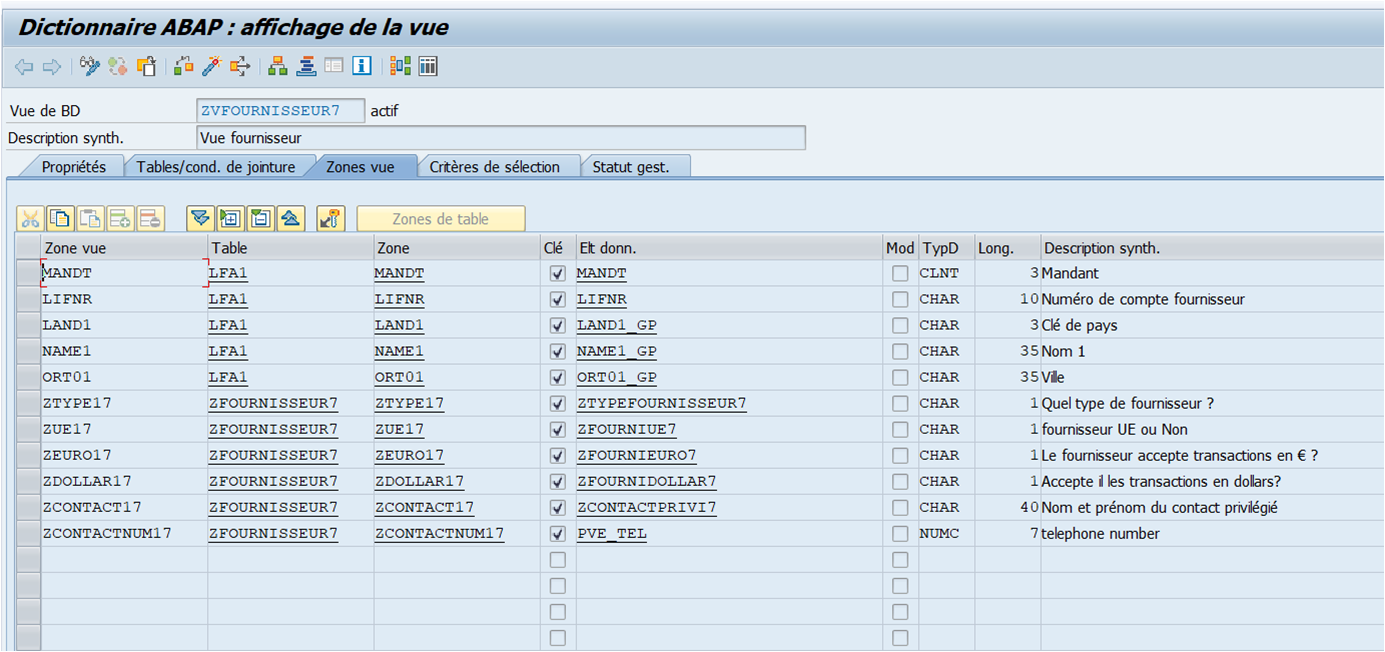 Dictionnaire ABAP : affichage de la vue
Vue de BD ZVFOURNISSEUR7 actif
Description synth. Vue fournisseur
Propriétés Tables/cond. de jointure Zones vue Critères de sélection Statut gest.
Zones de table
Zone vue Table Zone Clé Elt donn. Mod TypD Long. Description synth.
MANDT LFA1 MANDT MANDT CLNT 3 Mandant
LIFNR LFA1 LIFNR LIFNR CHAR 10 Numéro de compte fournisseur
LAND1 LFA1 LAND1 LAND1_GP CHAR 3 Clé de pays
NAME1 LFA1 NAME1 NAME1_GP CHAR 35 Nom 1
ORT01 LFA1 ORT01 ORT01_GP CHAR 35 Ville
ZTYPE17 ZFOURNISSEUR7 ZTYPE17 ZTYPEFOURNISSEUR7 CHAR 1 Quel type de fournisseur ?
ZUE17 ZFOURNISSEUR7 ZUE17 ZFOURNIUE7 CHAR 1 fournisseur UE ou Non
ZEURO17 ZFOURNISSEUR7 ZEURO17 ZFOURNIEURO7 CHAR 1 Le fournisseur accepte transactions en € ?
ZDOLLAR17 ZFOURNISSEUR7 ZDOLLAR17 ZFOURNIDOLLAR7 CHAR 1 Accepte il les transactions en dollars?
ZCONTACT17 ZFOURNISSEUR7 ZCONTACT17 ZCONTACTPRIVI7 CHAR 40 Nom et prénom du contact privilégié
ZCONTACTNUM17 ZFOURNISSEUR7 ZCONTACTNUM17 PVE_TEL NUMC 7 telephone number